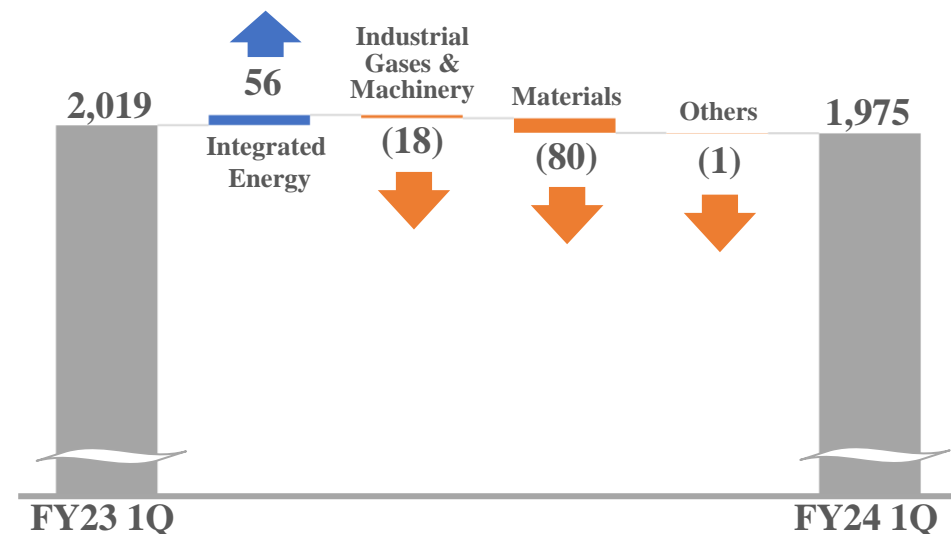 2,019
56
Integrated
Energy
Industrial
Gases &
Machinery
(18)
Materials
(80)
Others
(1)
1,975
FY23 1Q
FY24 1Q